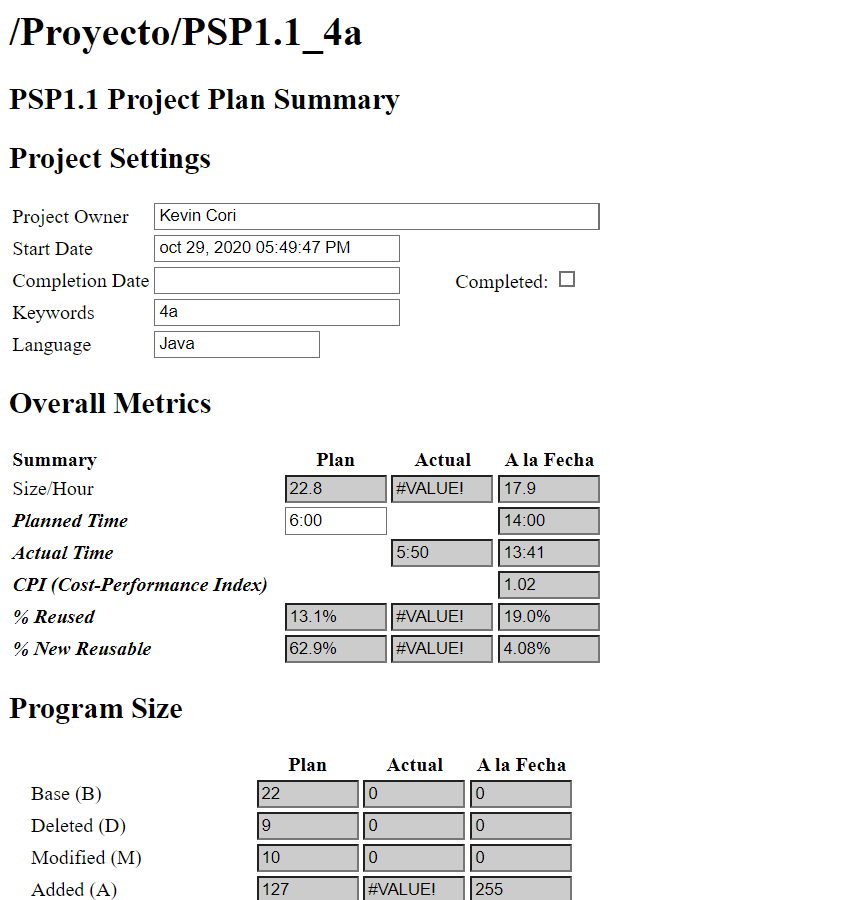 /Proyecto/PSP1.1_4a
PSP1.1 Project Plan Summary
Project Settings
Project Owner Kevin Cori
Start Date oct 29, 2020 05:49:47 PM
Completion Date Completed:
Keywords 4a
Language Java
Overall Metrics
Summary Plan Actual A la Fecha
Size/Hour 22.8 #VALUE! 17.9
Planned Time 6:00 14:00
Actual Time 5:50 13:41
CPI (Cost-Performance Index) 1.02
% Reused 13.1% #VALUE! 19.0%
% New Reusable 62.9% #VALUE! 4.08%
Program Size
Plan Actual A la Fecha
Base (B) 22 0 0
Deleted (D) 9 0 0
Modified (M) 10 0 0
Added (A) 127 #VALUE! 255